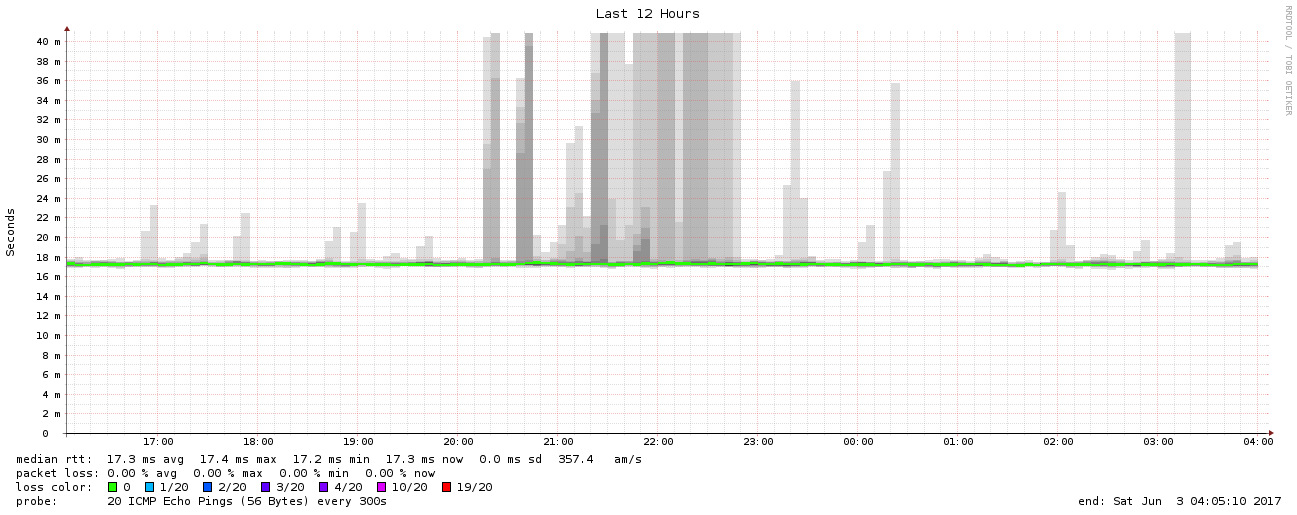 Last 12 Hours
RRDTOOL / TOBI OETIKER
Seconds
40 m
38 m
36 m
34 m
32 m
30 m
28 m
26 m
24 m
22 m
20 m
18 m
16 m
14 m
12 m
10 m
8 m
6 m
4 m
2 m
0
17:00 18:00 19:00 20:00 21:00 22:00 23:00 00:00 01:00 02:00 03:00 04:00
median rtt: 17.3 ms avg 17.4 ms max 17.2 ms min 17.3 ms now 0.0 ms sd 357.4 am/s
packet loss: 0.00 % avg 0.00 % max 0.00 % min 0.00 % now
loss color: 0 1/20 2/20 3/20 4/20 10/20 19/20
probe: 20 ICMP Echo Pings (56 Bytes) every 300s end: Sat Jun 3 04:05:10 2017